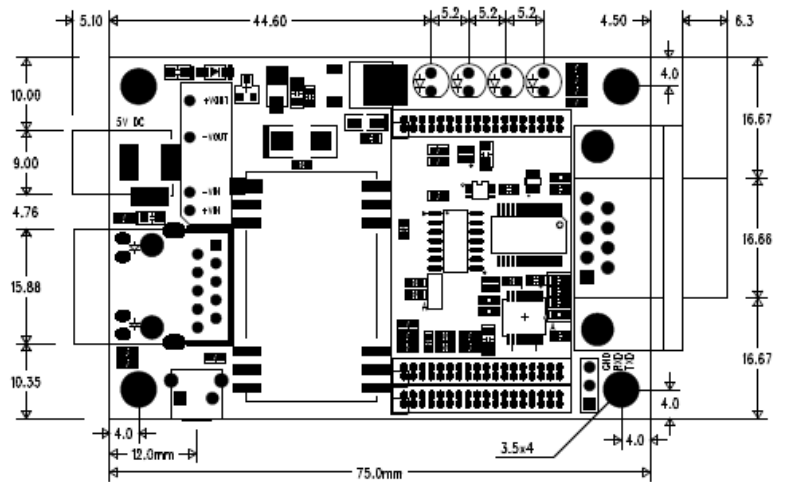 5.10
44.60
5.2
5.2
5.2
4.50
6.3
4.0
10.00
+VOUT
5V DC
-VOUT
16.67
9.00
-VIN
+VIN
4.76
16.66
15.88
A
A
10.35
GND
RXD
TXD
16.67
4.0
4.0
12.0mm
3.5x4
4.0
75.0mm